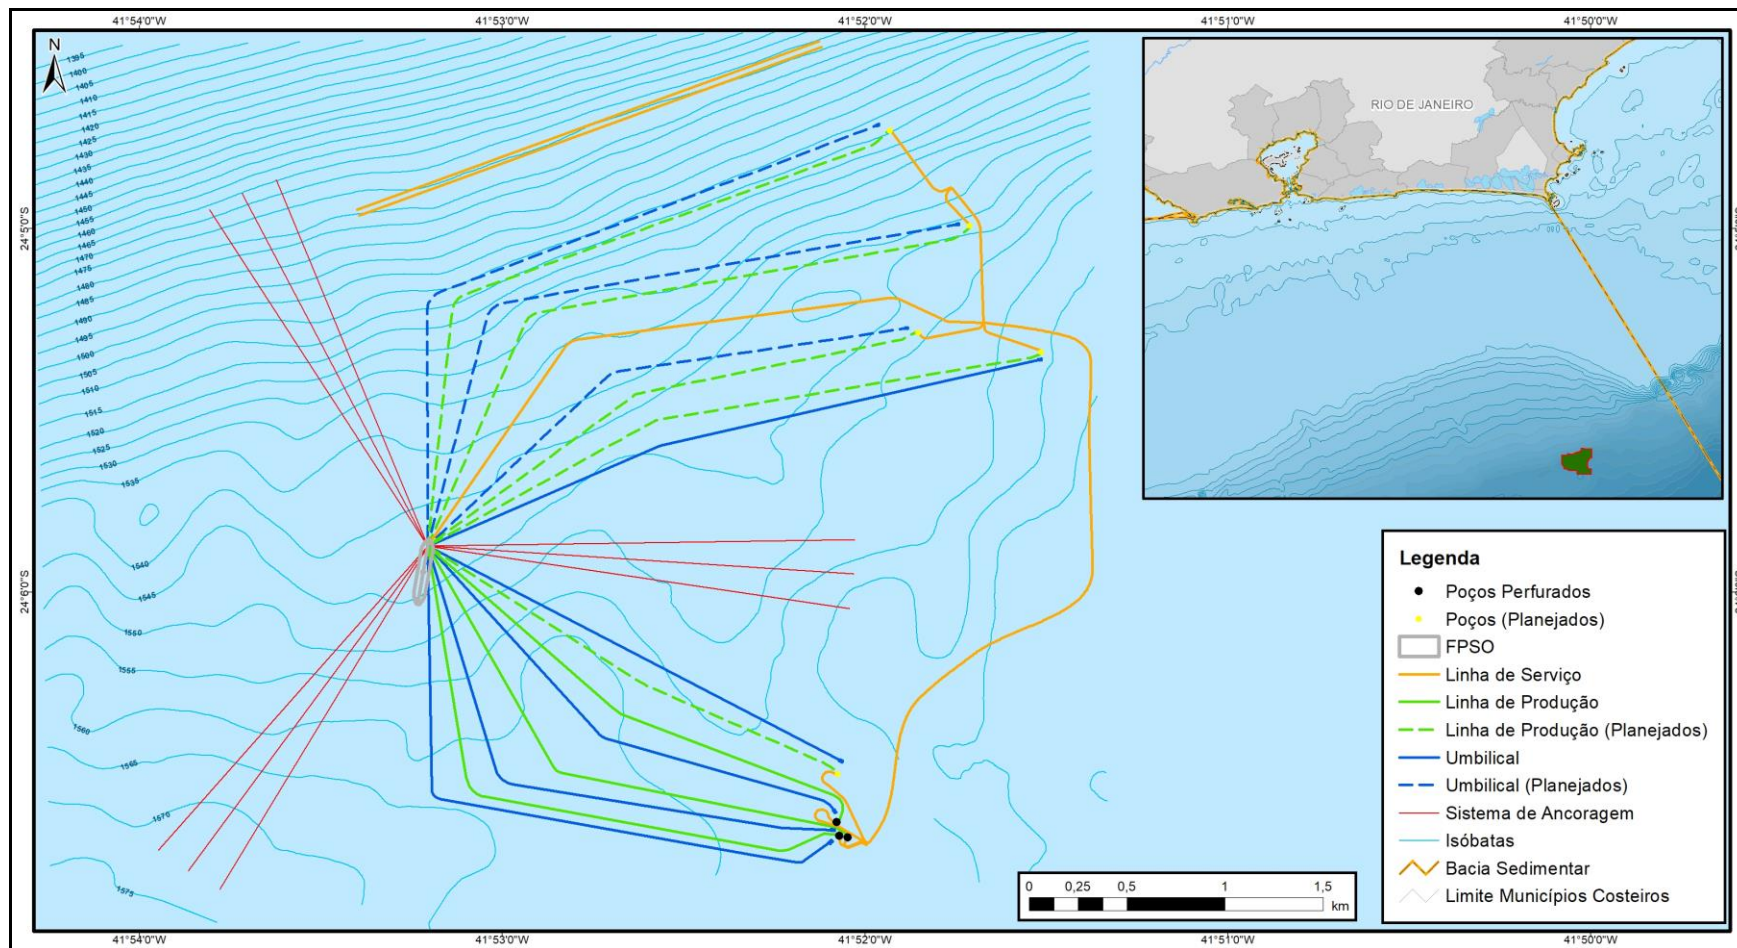 41°54'0"W
41°53'0"W
41°52'0"W
41°51'0"W
41°50'0"W
N
1395
1400
1405
1410
1415
1420
1425
1430
1435
1440
1445
1450
1455
1460
1465
1470
1475
1480
1485
1490
1495
1500
1505
1510
1515
1520
1525
1530
1535
1540
1545
1550
1555
1560
1565
1570
1575
24°5'0"S
24°6'0"S
RIO DE JANEIRO
Legenda
Poços Perfurados
Poços (Planejados)
FPSO
Linha de Serviço
Linha de Produção
Linha de Produção (Planejados)
Umbilical
Umbilical (Planejados)
Sistema de Ancoragem
Isóbatas
Bacia Sedimentar
Limite Municípios Costeiros
0 0,25 0,5 1 1,5
km
41°54'0"W
41°53'0"W
41°52'0"W
41°51'0"W
41°50'0"W